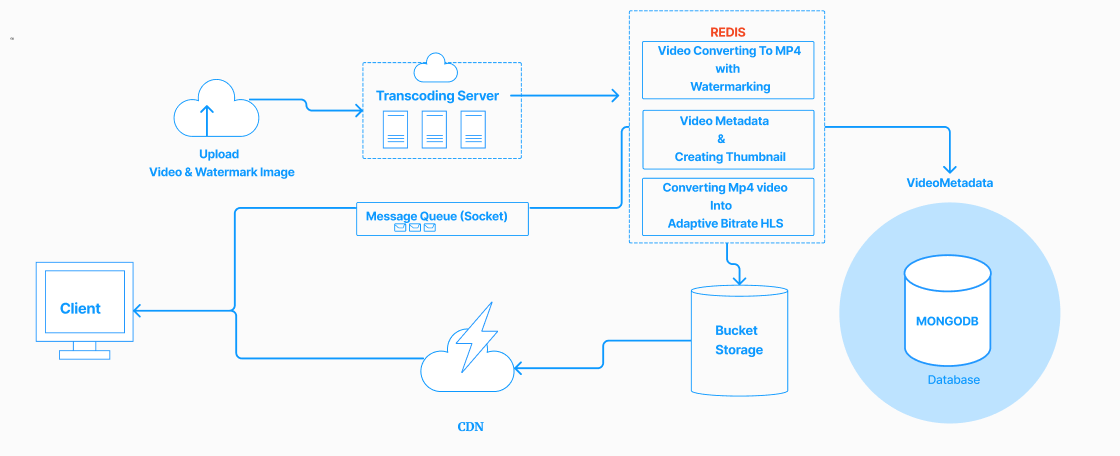 REDIS
Video Converting To MP4
with
Watermarking
Transcoding Server
Upload
Video & Watermark Image
Video Metadata
&
Creating Thumbnail
Converting Mp4 video
Into
Adaptive Bitrate HLS
VideoMetadata
Message Queue (Socket)
Client
Bucket
Storage
MONGODB
Database
CDN